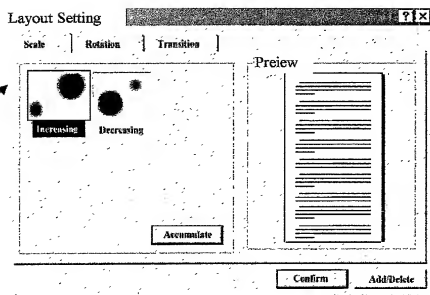 Layout Setting
Scale Rotation Transition
Preiew
Increasing Decreasing
Accumulate
Confirm Add/Delete